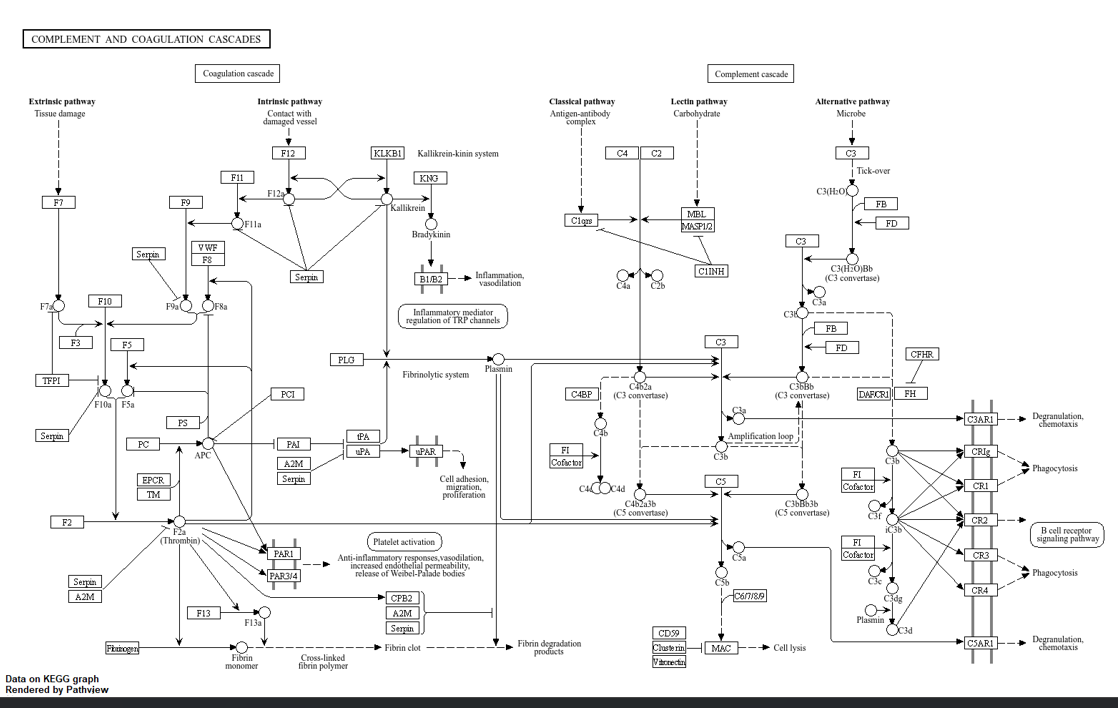 COMPLEMENT AND COAGULATION CASCADES
Coagulation cascade
Complement cascade
Extrinsic pathway
Tissue damage
Intrinsic pathway
Contact with
damaged vessel
Classical pathway
Antigen-antibody
complex
Lectin pathway
Carbohydrate
Alternative pathway
Microbe
F12
KLKB1
Kallikrein-kinin system
C4
C2
C3
Tick-over
F11
KNG
F12a
Kallikrein
C3(H2O)
F7
F9
F11a
Bradykinin
C1qrs
MBL
MASP1/2
FB
FD
Serpin
VWF
F8
Serpin
B1/B2
Inflammation,
vasodilation
C1INH
C4a
C2b
C3
C3(H2O)Bb
(C3 convertase)
C3a
F7a
F10
F9a
F8a
Inflammatory mediator
regulation of TRP channels
C3b
FB
FD
F3
F5
PLG
Plasmin
Fibrinolytic system
C3
CFHR
TFPI
F10a
F5a
PCI
C4BP
C4b2a
(C3 convertase)
C3bBb
(C3 convertase)
DAF
CR1
FH
C3a
C3AR1
Degranulation,
chemotaxis
Serpin
PS
PC
APC
PAI
A2M
Serpin
tPA
uPA
uPAR
C4b
FI
Cofactor
Amplification loop
C3b
C3b
CRIg
Phagocytosis
Cell adhesion,
migration,
proliferation
EPCR
TM
C4c
C4d
C4b2a3b
(C5 convertase)
C5
C3bBb3b
(C5 convertase)
FI
Cofactor
C3f
iC3b
CR1
CR2
B cell receptor
signaling pathway
F2
F2a
(Thrombin)
Platelet activation
PAR1
PAR3/4
Anti-inflammatory responses,vasodilation,
increased endothelial permeability,
release of Weibel-Palade bodies
C5a
C5b
FI
Cofactor
C3c
C3dg
CR3
Phagocytosis
CR4
Serpin
A2M
CPB2
A2M
Serpin
C6/7/8/9
F13
F13a
Plasmin
C3d
Fibrinogen
Fibrin
monomer
Cross-linked
fibrin polymer
Fibrin clot
Fibrin degradation
products
CD59
Clusterin
Vitronectin
MAC
Cell lysis
C5AR1
Degranulation,
chemotaxis
Data on KEGG graph
Rendered by Pathview